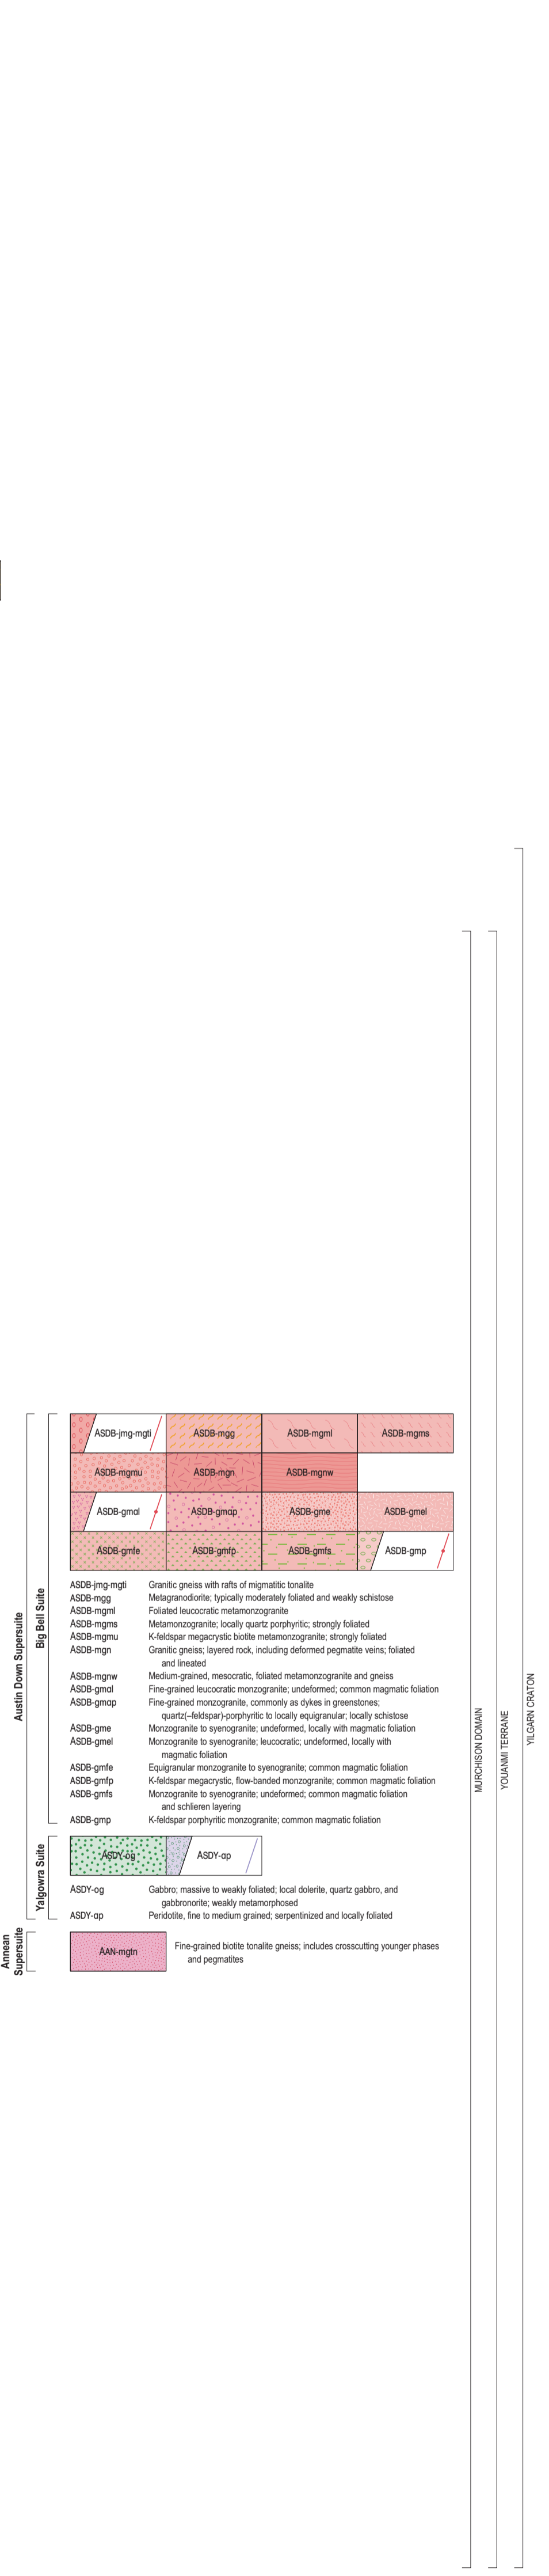 ASDB-jmg-mgti
ASDB-mgg
ASDB-mgml
ASDB-mgms
ASDB-mgmu
ASDB-mgn
ASDB-mgnw
ASDB-gmal
ASDB-gmap
ASDB-gme
ASDB-gmel
ASDB-gmfe
ASDB-gmfp
ASDB-gmfs
ASDB-gmp
Austin Down Supersuite
Big Bell Suite
ASDB-jmg-mgti Granitic gneiss with rafts of migmatitic tonalite
ASDB-mgg Metagranodiorite; typically moderately foliated and weakly schistose
ASDB-mgml Foliated leucocratic metamonzogranite
ASDB-mgms Metamonzogranite; locally quartz porphyritic; strongly foliated
ASDB-mgmu K-feldspar megacrystic biotite metamonzogranite; strongly foliated
ASDB-mgn Granitic gneiss; layered rock, including deformed pegmatite veins; foliated
and lineated
ASDB-mgnw Medium-grained, mesocratic, foliated metamonzogranite and gneiss
ASDB-gmal Fine-grained leucocratic monzogranite; undeformed; common magmatic foliation
ASDB-gmap Fine-grained monzogranite, commonly as dykes in greenstones;
quartz(–feldspar)-porphyritic to locally equigranular; locally schistose
ASDB-gme Monzogranite to syenogranite; undeformed, locally with magmatic foliation
ASDB-gmel Monzogranite to syenogranite; leucocratic; undeformed, locally with
magmatic foliation
ASDB-gmfe Equigranular monzogranite to syenogranite; common magmatic foliation
ASDB-gmfp K-feldspar megacrystic, flow-banded monzogranite; common magmatic foliation
ASDB-gmfs Monzogranite to syenogranite; undeformed; common magmatic foliation
and schlieren layering
ASDB-gmp K-feldspar porphyritic monzogranite; common magmatic foliation
Yalgowra Suite
ASDY-og
ASDY-ap
ASDY-og Gabbro; massive to weakly foliated; local dolerite, quartz gabbro, and
gabbronorite; weakly metamorphosed
ASDY-ap Peridotite, fine to medium grained; serpentinized and locally foliated
Annean
Supersuite
AAN-mgtn
Fine-grained biotite tonalite gneiss; includes crosscutting younger phases
and pegmatites
MURCHISON DOMAIN
YOUANMI TERRANE
YILGARN CRATON